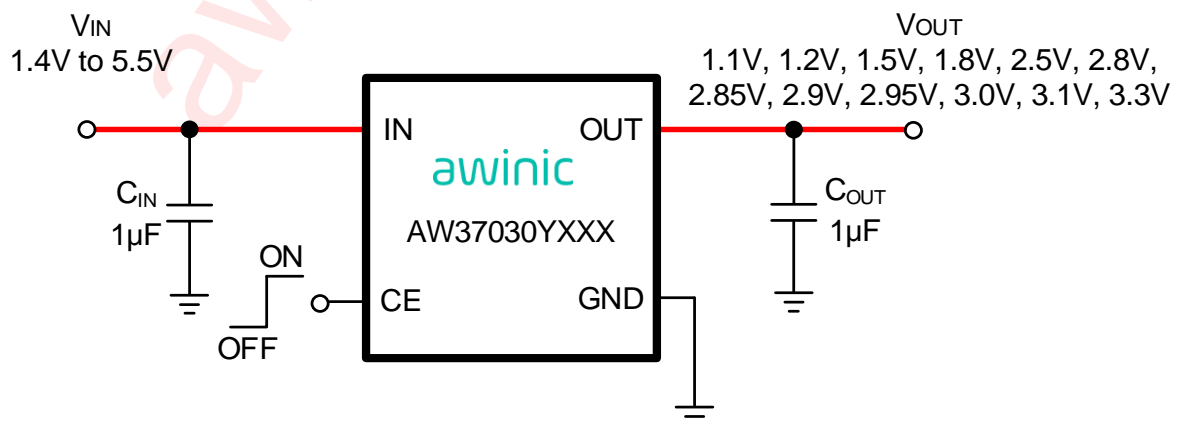 VIN
1.4V to 5.5V
VOUT
1.1V, 1.2V, 1.5V, 1.8V, 2.5V, 2.8V,
2.85V, 2.9V, 2.95V, 3.0V, 3.1V, 3.3V
IN
OUT
awinic
AW37030YXXX
CIN
1µF
COUT
1µF
ON
OFF
CE
GND